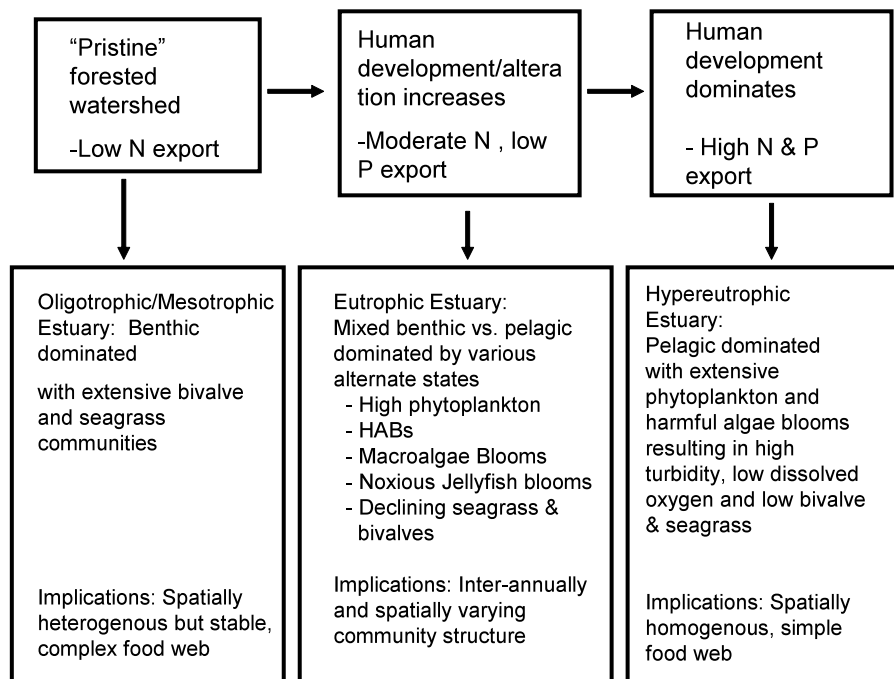 “Pristine”
forested
watershed
-Low N export
Human
development/altera
tion increases
-Moderate N , low
P export
Human
development
dominates
- High N & P
export
Oligotrophic/Mesotrophic
Estuary:  Benthic
dominated
with extensive bivalve
and seagrass
communities
Implications: Spatially
heterogenous but stable,
complex food web
Eutrophic Estuary:
Mixed benthic vs. pelagic
dominated by various
alternate states
- High phytoplankton
- HABs
- Macroalgae Blooms
- Noxious Jellyfish blooms
- Declining seagrass &
bivalves
Implications: Inter-annually
and spatially varying
community structure
Hypereutrophic
Estuary:
Pelagic dominated
with extensive
phytoplankton and
harmful algae blooms
resulting in high
turbidity, low dissolved
oxygen and low bivalve
& seagrass
Implications: Spatially
homogenous, simple
food web